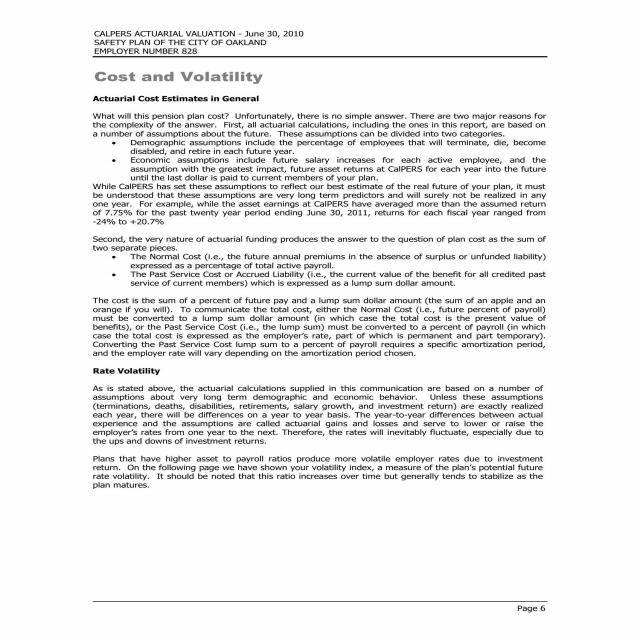 CALPERS ACTUARIAL VALUATION - June 30, 2010
SAFETY PLAN OF THE CITY OF OAKLAND
EMPLOYER NUMBER 828
Cost and Volatility
Actuarial Cost Estimates in General
What will this pension plan cost? Unfortunately, there is no simple answer. There are two major reasons for
the complexity of the answer. First, all actuarial calculations, including the ones in this report, are based on
a number of assumptions about the future. These assumptions can be divided into two categories.
• Demographic assumptions include the percentage of employees that will terminate, die, become
disabled, and retire in each future year.
• Economic assumptions include future salary increases for each active employee, and the
assumption with the greatest impact, future asset returns at CalPERS for each year into the future
until the last dollar is paid to current members of your plan.
While CalPERS has set these assumptions to reflect our best estimate of the real future of your plan, it must
be understood that these assumptions are very long term predictors and will surely not be realized in any
one year. For example, while the asset earnings at CalPERS have averaged more than the assumed return
of 7.75% for the past twenty year period ending June 30, 2011, returns for each fiscal year ranged from
-24% to +20.7%
Second, the very nature of actuarial funding produces the answer to the question of plan cost as the sum of
two separate pieces.
• The Normal Cost (i.e., the future annual premiums in the absence of surplus or unfunded liability)
expressed as a percentage of total active payroll.
• The Past Service Cost or Accrued Liability (i.e., the current value of the benefit for all credited past
service of current members) which is expressed as a lump sum dollar amount.
The cost is the sum of a percent of future pay and a lump sum dollar amount (the sum of an apple and an
orange if you will). To communicate the total cost, either the Normal Cost (i.e., future percent of payroll)
must be converted to a lump sum dollar amount (in which case the total cost is the present value of
benefits), or the Past Service Cost (i.e., the lump sum) must be converted to a percent of payroll (in which
case the total cost is expressed as the employer's rate, part of which is permanent and part temporary).
Converting the Past Service Cost lump sum to a percent of payroll requires a specific amortization period,
and the employer rate will vary depending on the amortization period chosen.
Rate Volatility
As is stated above, the actuarial calculations supplied in this communication are based on a number of
assumptions about very long term demographic and economic behavior. Unless these assumptions
(terminations, deaths, disabilities, retirements, salary growth, and investment return) are exactly realized
each year, there will be differences on a year to year basis. The year-to-year differences between actual
experience and the assumptions are called actuarial gains and losses and serve to lower or raise the
employer's rates from one year to the next. Therefore, the rates will inevitably fluctuate, especially due to
the ups and downs of investment returns.
Plans that have higher asset to payroll ratios produce more volatile employer rates due to investment
return. On the following page we have shown your volatility index, a measure of the plan's potential future
rate volatility. It should be noted that this ratio increases over time but generally tends to stabilize as the
plan matures.
Page 6